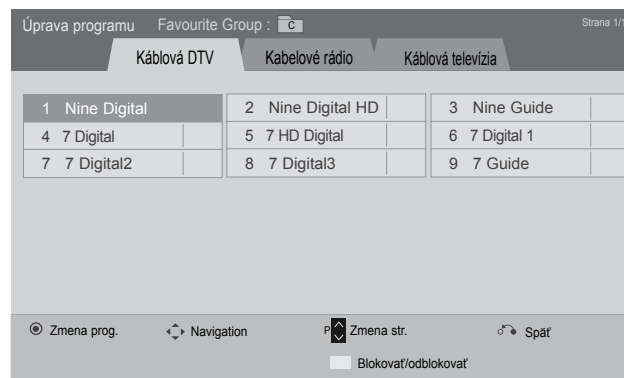 Úprava programu Favourite Group : C Strana 1/1
Káblová DTV Kabelové rádio Káblová televízia
1 Nine Digital 2 Nine Digital HD 3 Nine Guide
4 7 Digital 5 7 HD Digital 6 7 Digital 1
7 7 Digital2 8 7 Digital3 9 7 Guide
Zmena prog. Navigation P Zmena str. Späť
Blokovať/odblokovať